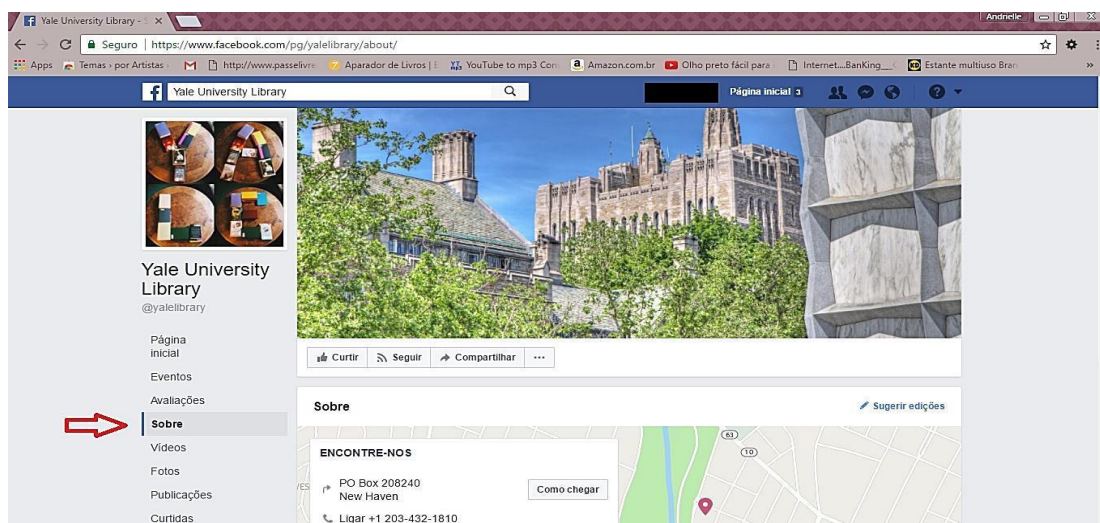 Yale University Library - S
Andrielle
Seguro | https://www.facebook.com/pg/yalelibrary/about/
Apps Temas › por Artistas › http://www.passelivre Aparador de Livros | E YouTube to mp3 Con Amazon.com.br Olho preto fácil para Internet....BanKing__ Estante multiuso Bran »
Yale University Library
Página inicial 3
Yale University
Library
@yalelibrary
Página
inicial
Eventos
Avaliações
Sobre
Vídeos
Fotos
Publicações
Curtidas
Curtir Seguir Compartilhar ...
Sobre
Sugerir edições
ENCONTRE-NOS
PO Box 208240
New Haven
Como chegar
Ligar +1 203-432-1810
63
10